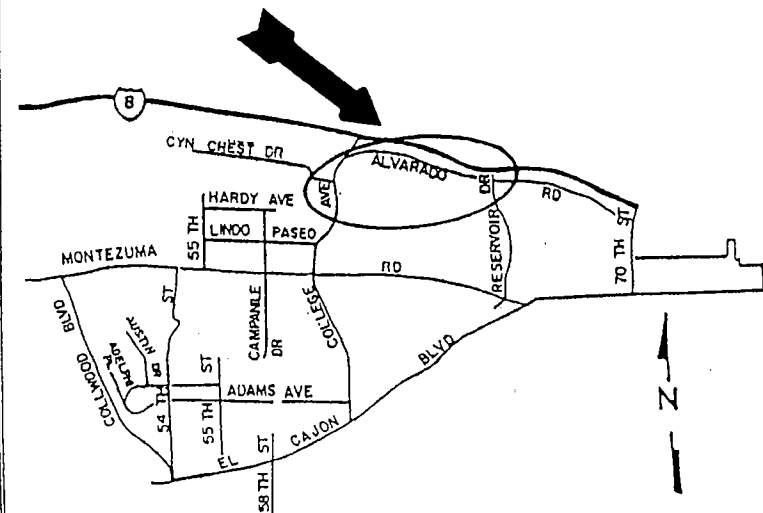 8
CYN CHEST DR
ALVARADO
RD
HARDY AVE
AVE
DR
ST
55 TH
LINDO PASEO
RESERVOIR
70 TH
MONTEZUMA
RD
ST
COLLWOOD BLVD
CAMPANILE
DR
COLLEGE
BLVD
AUSTIN
DR
ADELPHI
PL
ST
ADAMS AVE
54 TH
55 TH
ST
EL
CAJON
58 TH
N